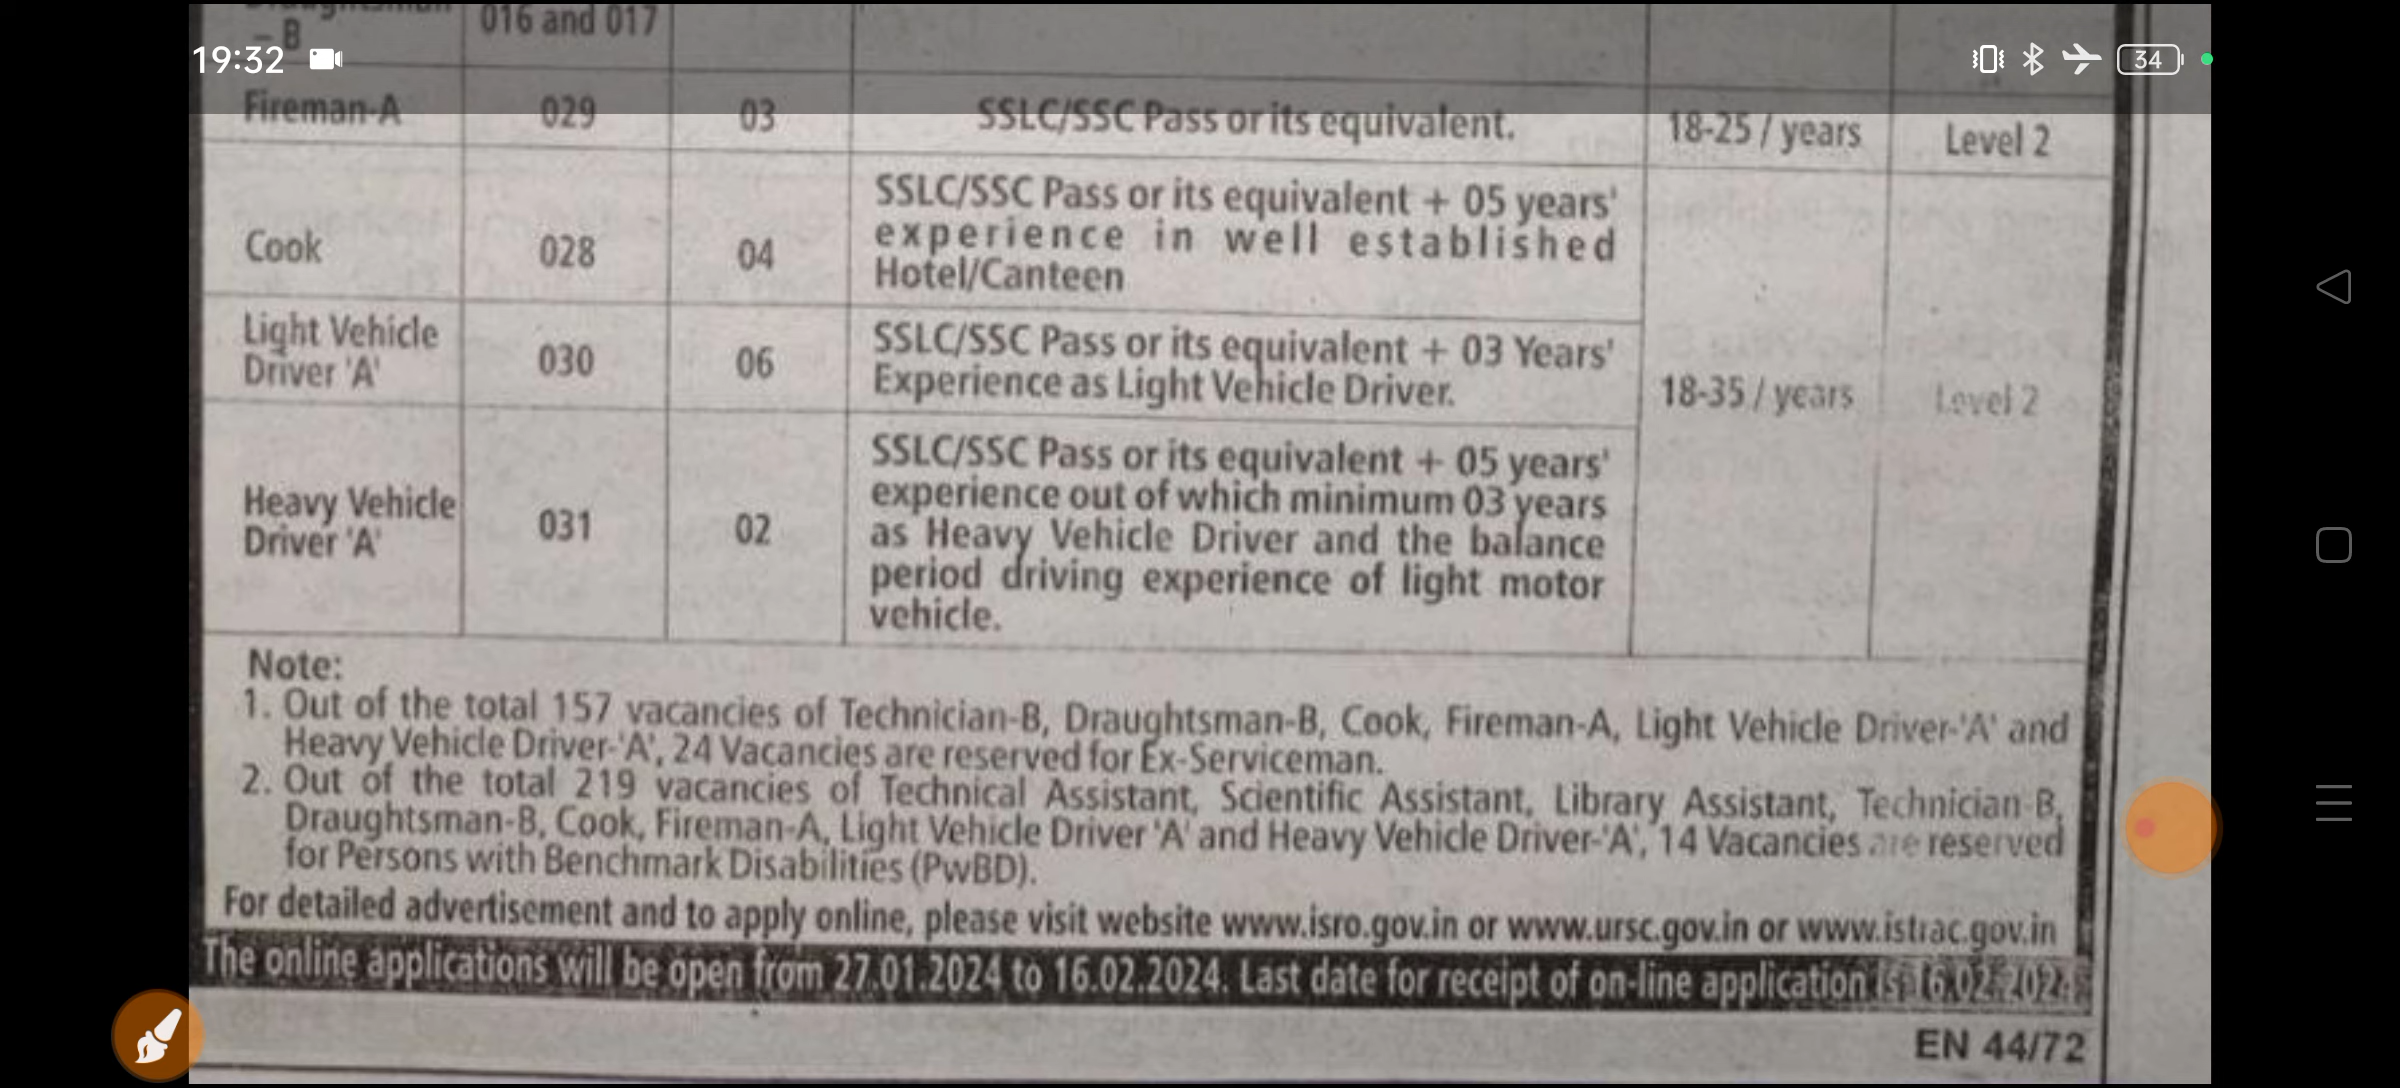 Draughtsman
– B
016 and 017
19:32
34
Fireman-A
029
03
SSLC/SSC Pass or its equivalent.
18-25 / years
Level 2
Cook
028
04
SSLC/SSC Pass or its equivalent + 05 years'
experience in well established
Hotel/Canteen
Light Vehicle
Driver 'A'
030
06
SSLC/SSC Pass or its equivalent + 03 Years'
Experience as Light Vehicle Driver.
18-35 / years
Level 2
Heavy Vehicle
Driver 'A'
031
02
SSLC/SSC Pass or its equivalent + 05 years'
experience out of which minimum 03 years
as Heavy Vehicle Driver and the balance
period driving experience of light motor
vehicle.
Note:
1. Out of the total 157 vacancies of Technician-B, Draughtsman-B, Cook, Fireman-A, Light Vehicle Driver-'A' and
Heavy Vehicle Driver-'A', 24 Vacancies are reserved for Ex-Serviceman.
2. Out of the total 219 vacancies of Technical Assistant, Scientific Assistant, Library Assistant, Technician-B,
Draughtsman-B, Cook, Fireman-A, Light Vehicle Driver 'A' and Heavy Vehicle Driver-'A', 14 Vacancies are reserved
for Persons with Benchmark Disabilities (PwBD).
For detailed advertisement and to apply online, please visit website www.isro.gov.in or www.ursc.gov.in or www.istrac.gov.in
The online applications will be open from 27.01.2024 to 16.02.2024. Last date for receipt of on-line application is 16.02.2024
EN 44/72